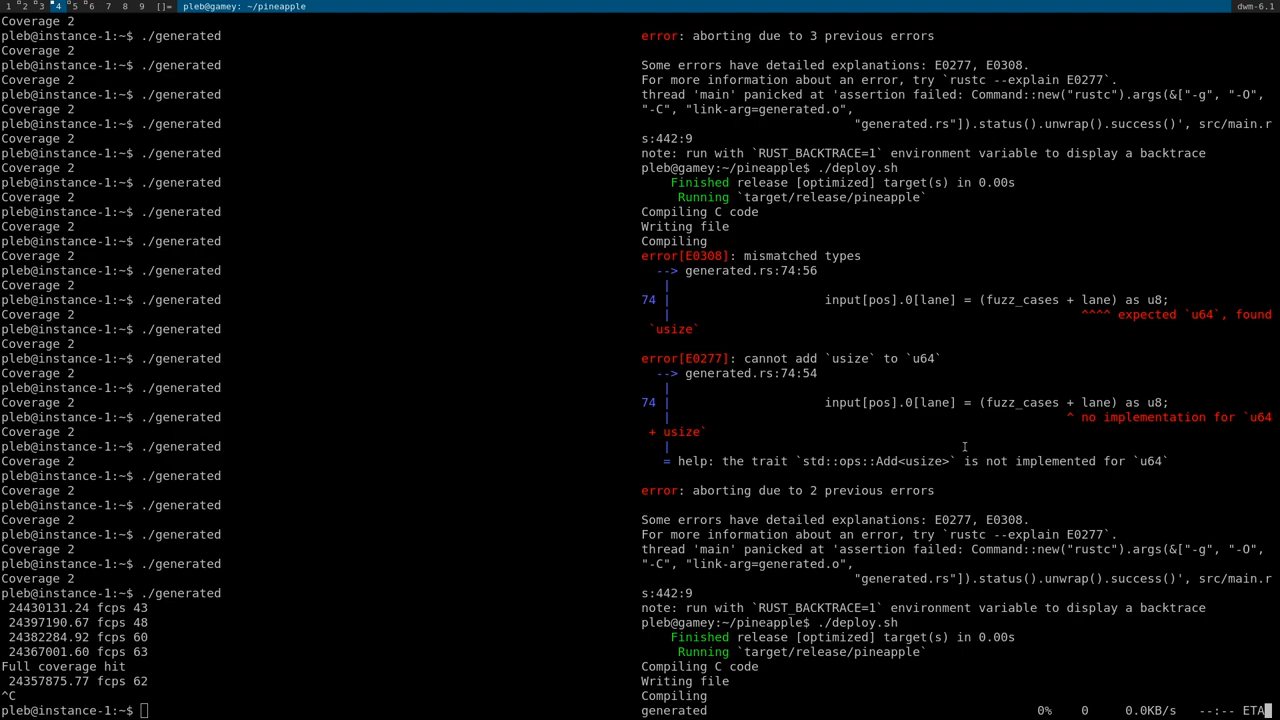 1 2 3 4 5 6 7 8 9 []= pleb@gamey: ~/pineapple dwm-6.1
Coverage 2
pleb@instance-1:~$ ./generated
Coverage 2
pleb@instance-1:~$ ./generated
Coverage 2
pleb@instance-1:~$ ./generated
Coverage 2
pleb@instance-1:~$ ./generated
Coverage 2
pleb@instance-1:~$ ./generated
Coverage 2
pleb@instance-1:~$ ./generated
Coverage 2
pleb@instance-1:~$ ./generated
Coverage 2
pleb@instance-1:~$ ./generated
Coverage 2
pleb@instance-1:~$ ./generated
Coverage 2
pleb@instance-1:~$ ./generated
Coverage 2
pleb@instance-1:~$ ./generated
Coverage 2
pleb@instance-1:~$ ./generated
Coverage 2
pleb@instance-1:~$ ./generated
Coverage 2
pleb@instance-1:~$ ./generated
Coverage 2
pleb@instance-1:~$ ./generated
Coverage 2
pleb@instance-1:~$ ./generated
Coverage 2
pleb@instance-1:~$ ./generated
Coverage 2
pleb@instance-1:~$ ./generated
Coverage 2
pleb@instance-1:~$ ./generated
Coverage 2
pleb@instance-1:~$ ./generated
24430131.24 fcps 43
24397190.67 fcps 48
24382284.92 fcps 60
24367001.60 fcps 63
Full coverage hit
24357875.77 fcps 62
^C
pleb@instance-1:~$
error: aborting due to 3 previous errors
Some errors have detailed explanations: E0277, E0308.
For more information about an error, try `rustc --explain E0277`.
thread 'main' panicked at 'assertion failed: Command::new("rustc").args(&["-g", "-O",
"-C", "link-arg=generated.o",
"generated.rs"]).status().unwrap().success()', src/main.r
s:442:9
note: run with `RUST_BACKTRACE=1` environment variable to display a backtrace
pleb@gamey:~/pineapple$ ./deploy.sh
Finished release [optimized] target(s) in 0.00s
Running `target/release/pineapple`
Compiling C code
Writing file
Compiling
error[E0308]: mismatched types
--> generated.rs:74:56
|
74 | input[pos].0[lane] = (fuzz_cases + lane) as u8;
| ^^^^ expected `u64`, found
`usize`
error[E0277]: cannot add `usize` to `u64`
--> generated.rs:74:54
|
74 | input[pos].0[lane] = (fuzz_cases + lane) as u8;
| ^ no implementation for `u64
+ usize`
|
= help: the trait `std::ops::Add<usize>` is not implemented for `u64`
error: aborting due to 2 previous errors
Some errors have detailed explanations: E0277, E0308.
For more information about an error, try `rustc --explain E0277`.
thread 'main' panicked at 'assertion failed: Command::new("rustc").args(&["-g", "-O",
"-C", "link-arg=generated.o",
"generated.rs"]).status().unwrap().success()', src/main.r
s:442:9
note: run with `RUST_BACKTRACE=1` environment variable to display a backtrace
pleb@gamey:~/pineapple$ ./deploy.sh
Finished release [optimized] target(s) in 0.00s
Running `target/release/pineapple`
Compiling C code
Writing file
Compiling
generated 0% 0 0.0KB/s --:-- ETA